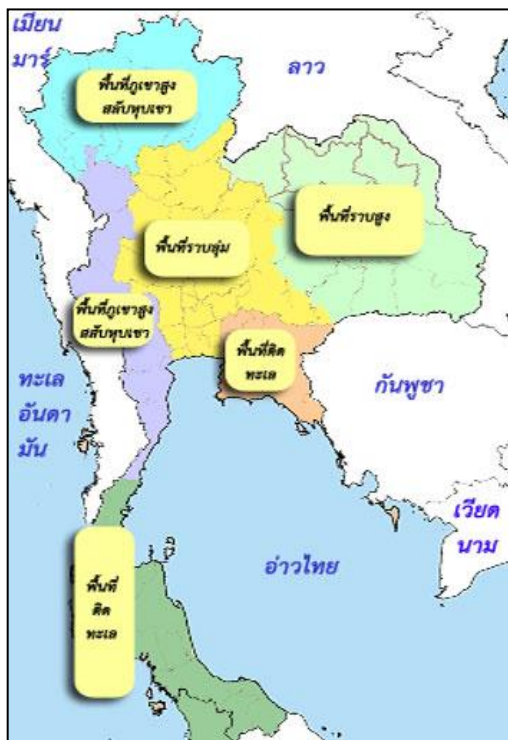 เมียน
มาร์
ลาว
พื้นที่ภูเขาสูง
สลับหุบเขา
พื้นที่ราบสูง
พื้นที่ราบลุ่ม
พื้นที่ภูเขาสูง
สลับหุบเขา
พื้นที่ติด
ทะเล
ทะเล
อันดา
มัน
กัมพูชา
เวียด
นาม
อ่าวไทย
พื้นที่
ติด
ทะเล